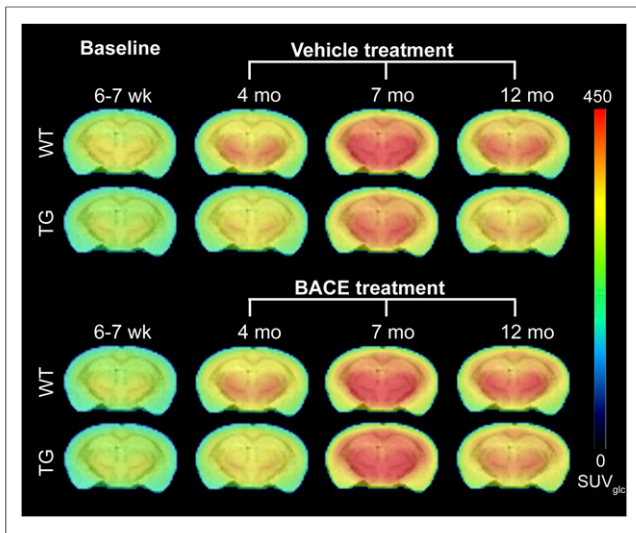 Baseline
Vehicle treatment
6-7 wk 4 mo 7 mo 12 mo
450
WT
TG
BACE treatment
6-7 wk 4 mo 7 mo 12 mo
WT
TG
0
SUVglc